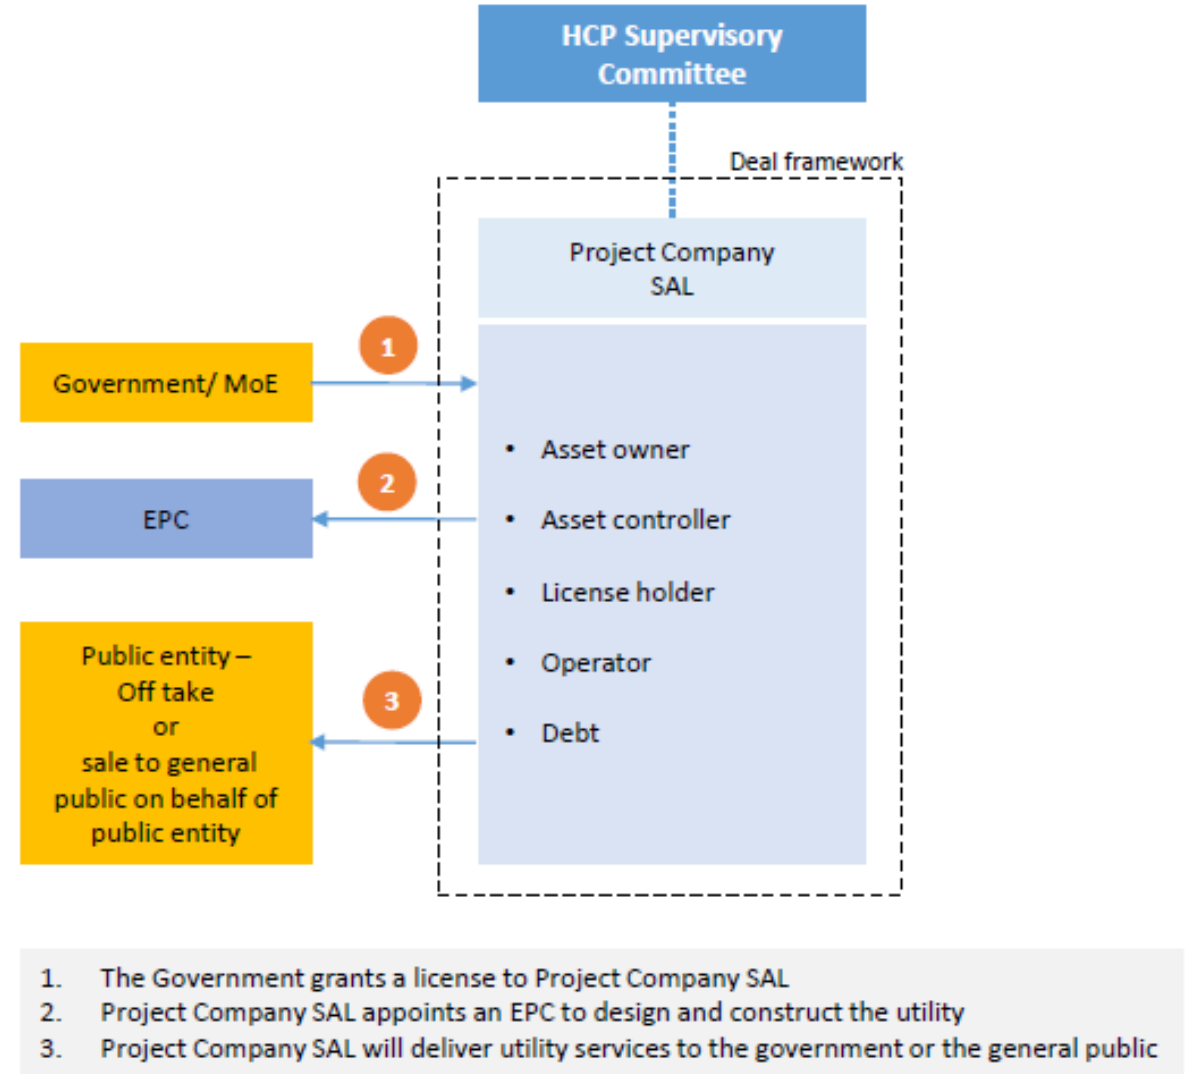 HCP Supervisory
Committee
Deal framework
Project Company
SAL
1
Government/ MoE
• Asset owner
2
EPC
• Asset controller
• License holder
Public entity –
Off take
or
sale to general
public on behalf of
public entity
• Operator
3
• Debt
1. The Government grants a license to Project Company SAL
2. Project Company SAL appoints an EPC to design and construct the utility
3. Project Company SAL will deliver utility services to the government or the general public